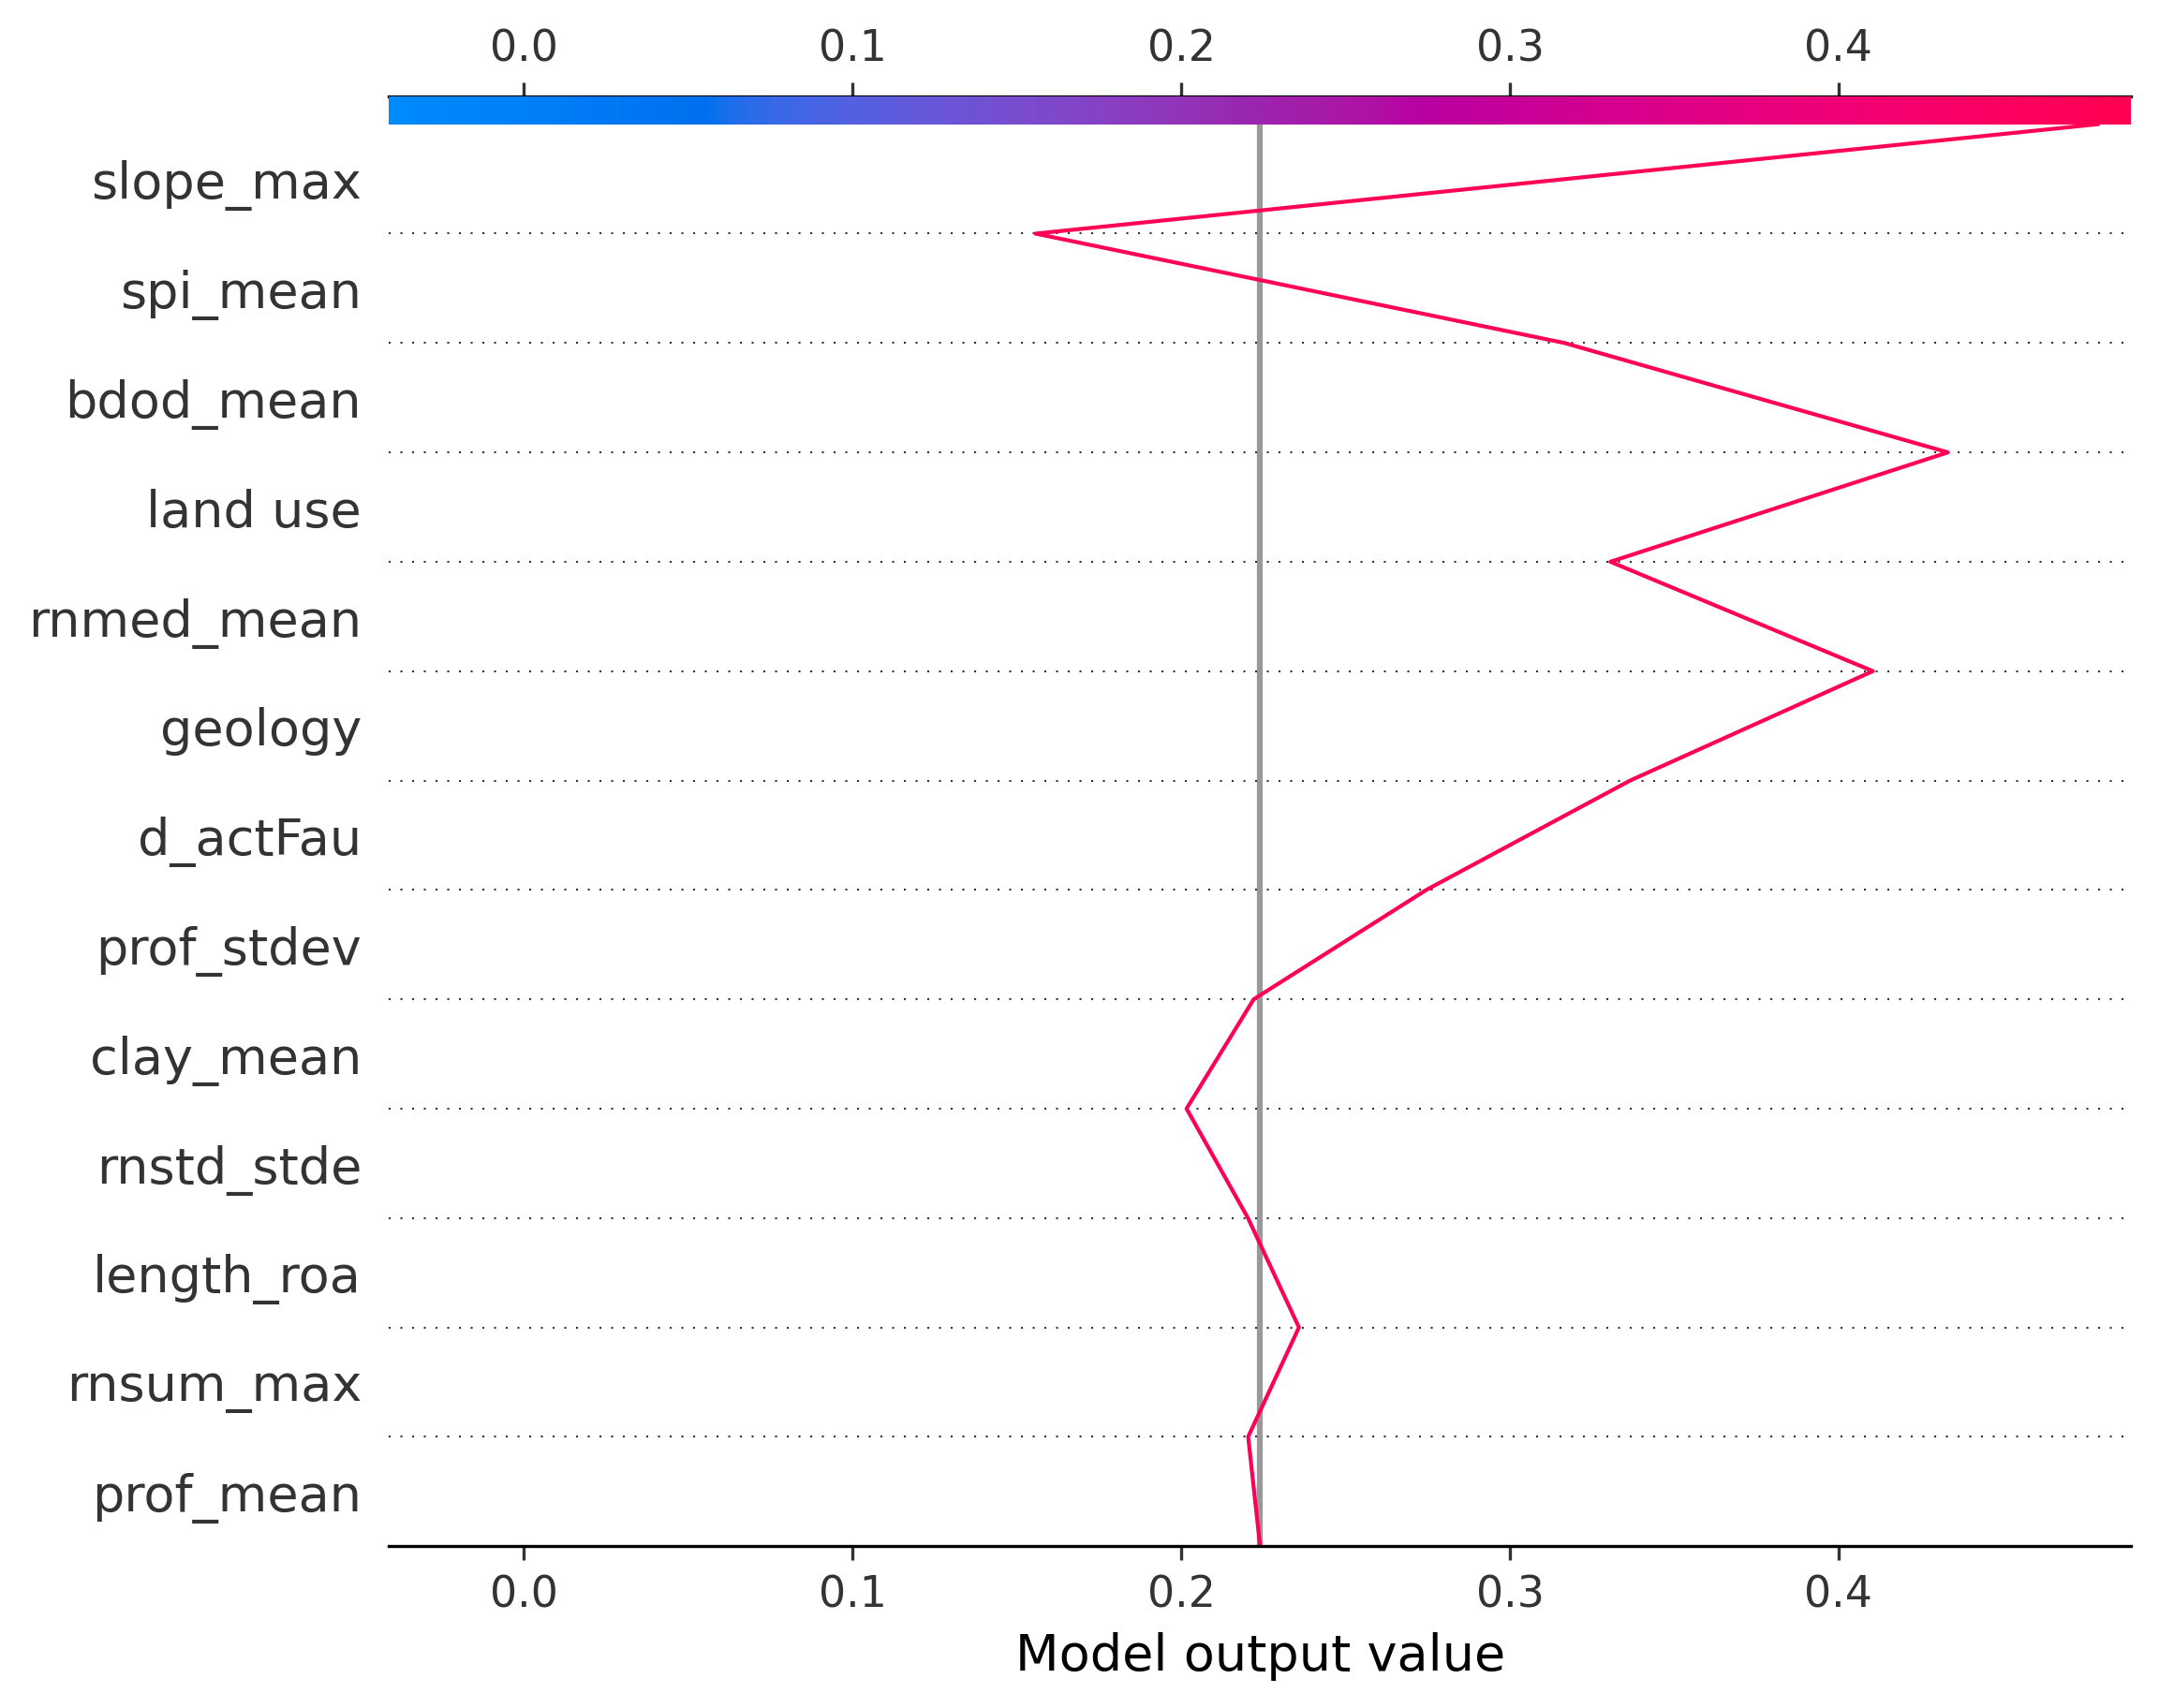 0.0 0.1 0.2 0.3 0.4
slope_max
spi_mean
bdod_mean
land use
rnmed_mean
geology
d_actFau
prof_stdev
clay_mean
rnstd_stde
length_roa
rnsum_max
prof_mean
0.0 0.1 0.2 0.3 0.4
Model output value